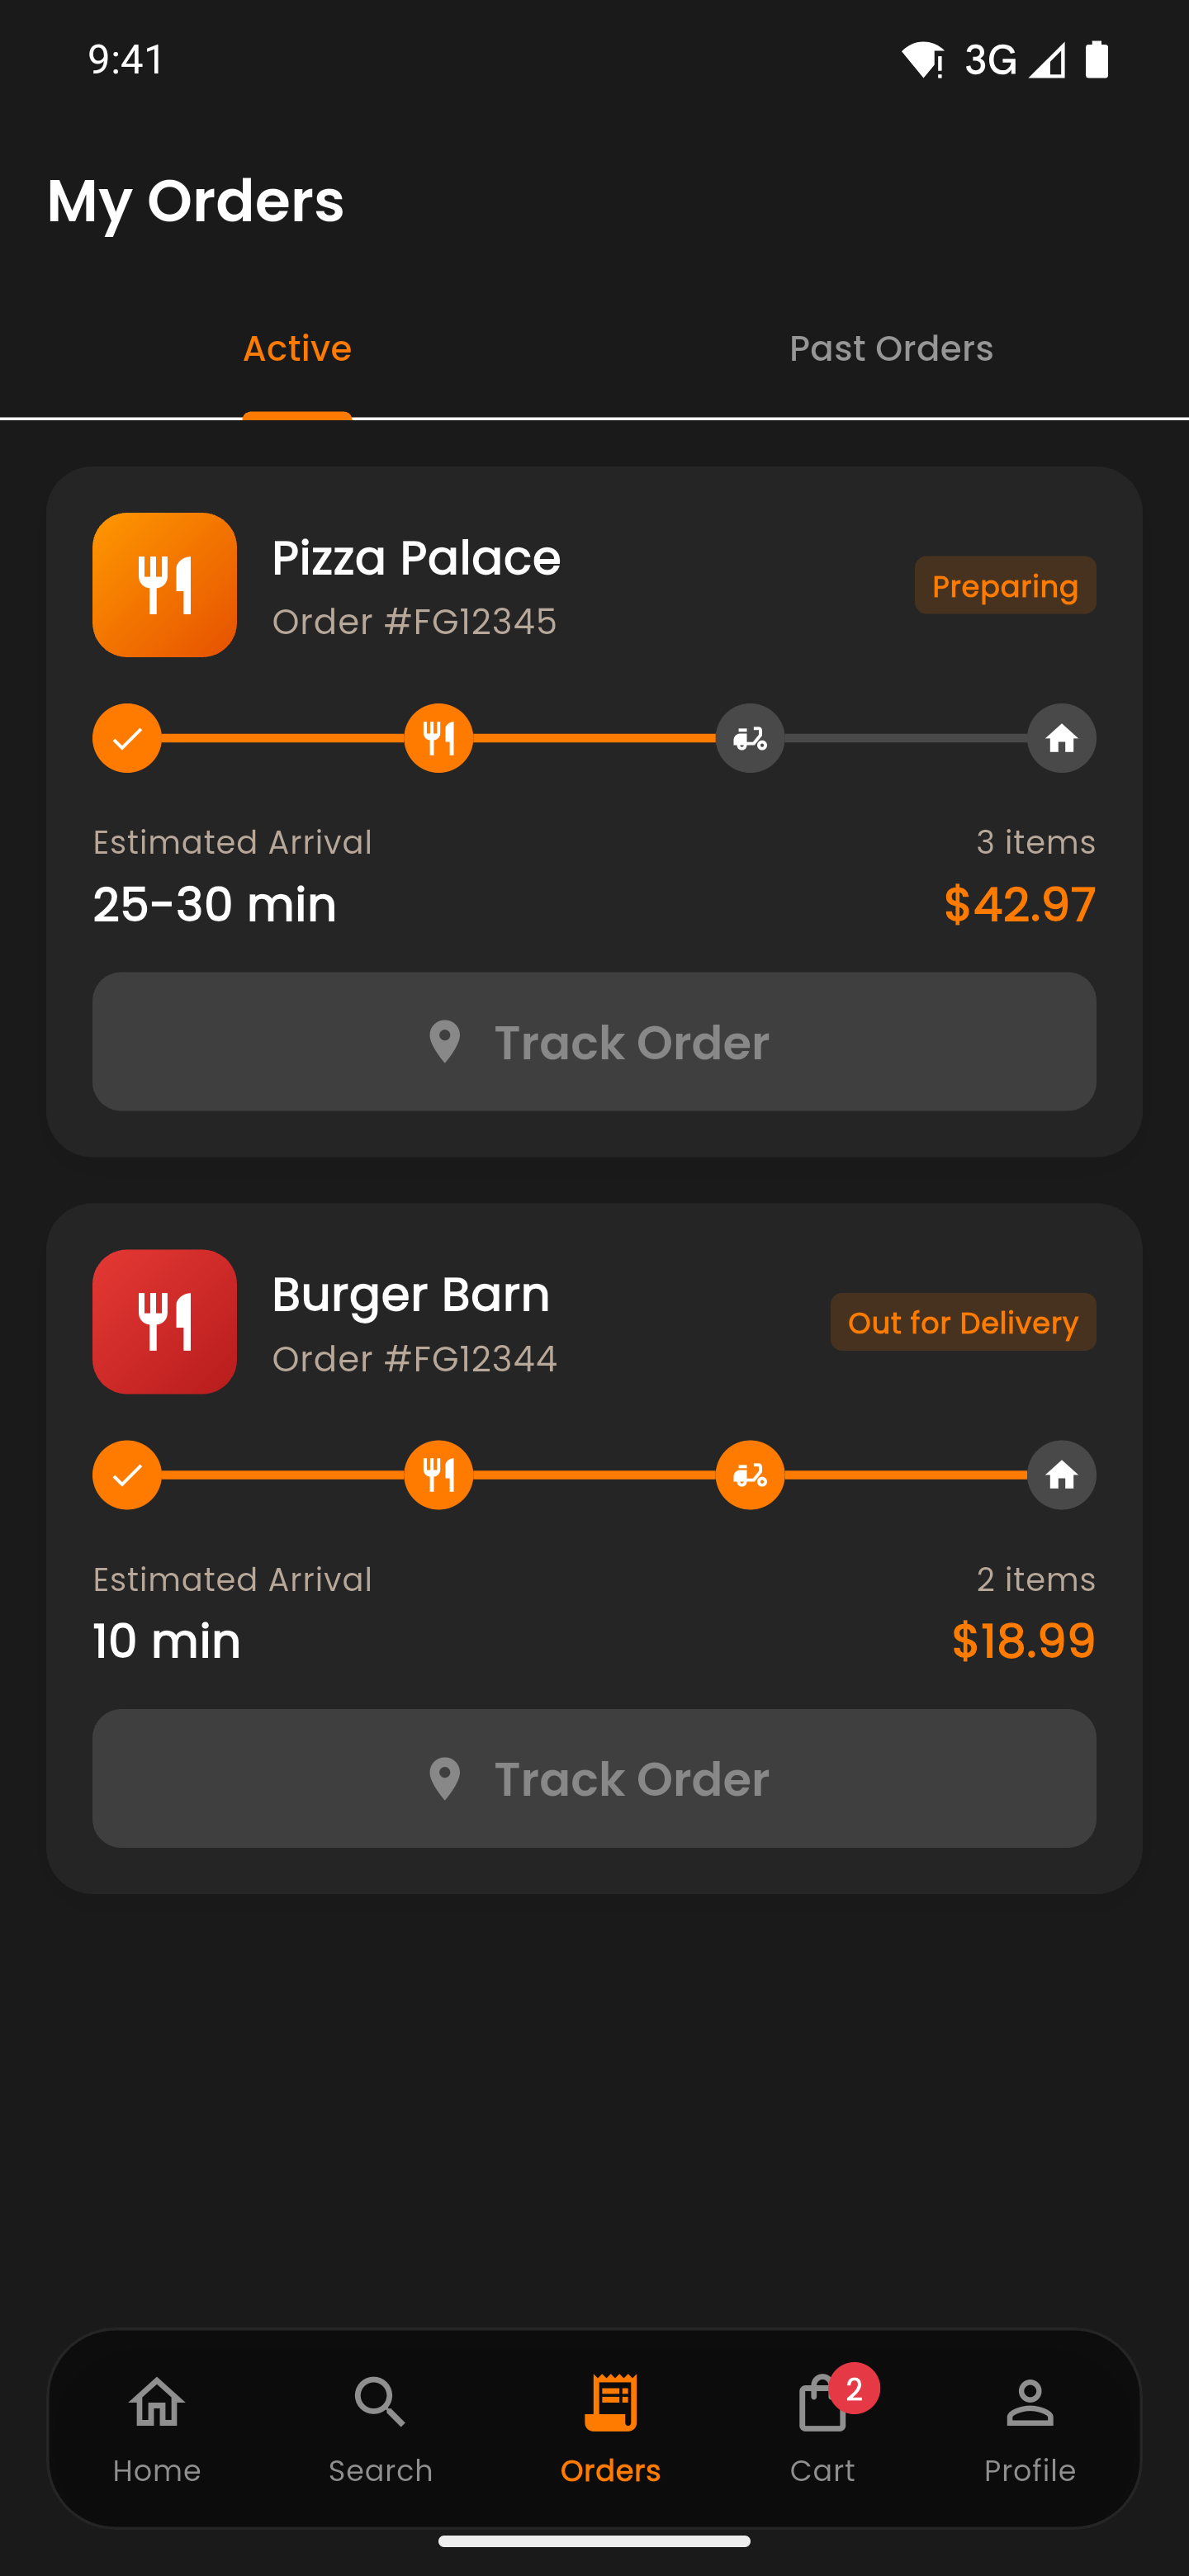 9:41
3G
My Orders
Active
Past Orders
Pizza Palace
Order #FG12345
Preparing
Estimated Arrival
3 items
25-30 min
$42.97
Track Order
Burger Barn
Order #FG12344
Out for Delivery
Estimated Arrival
2 items
10 min
$18.99
Track Order
2
Home
Search
Orders
Cart
Profile